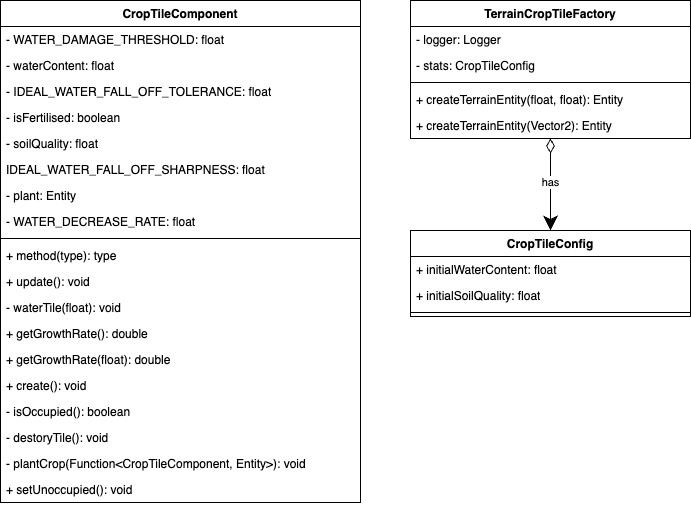 CropTileComponent
- WATER_DAMAGE_THRESHOLD: float
- waterContent: float
- IDEAL_WATER_FALL_OFF_TOLERANCE: float
- isFertilised: boolean
- soilQuality: float
IDEAL_WATER_FALL_OFF_SHARPNESS: float
- plant: Entity
- WATER_DECREASE_RATE: float
+ method(type): type
+ update(): void
- waterTile(float): void
+ getGrowthRate(): double
+ getGrowthRate(float): double
+ create(): void
- isOccupied(): boolean
- destoryTile(): void
- plantCrop(Function<CropTileComponent, Entity>): void
+ setUnoccupied(): void
TerrainCropTileFactory
- logger: Logger
- stats: CropTileConfig
+ createTerrainEntity(float, float): Entity
+ createTerrainEntity(Vector2): Entity
has
CropTileConfig
+ initialWaterContent: float
+ initialSoilQuality: float